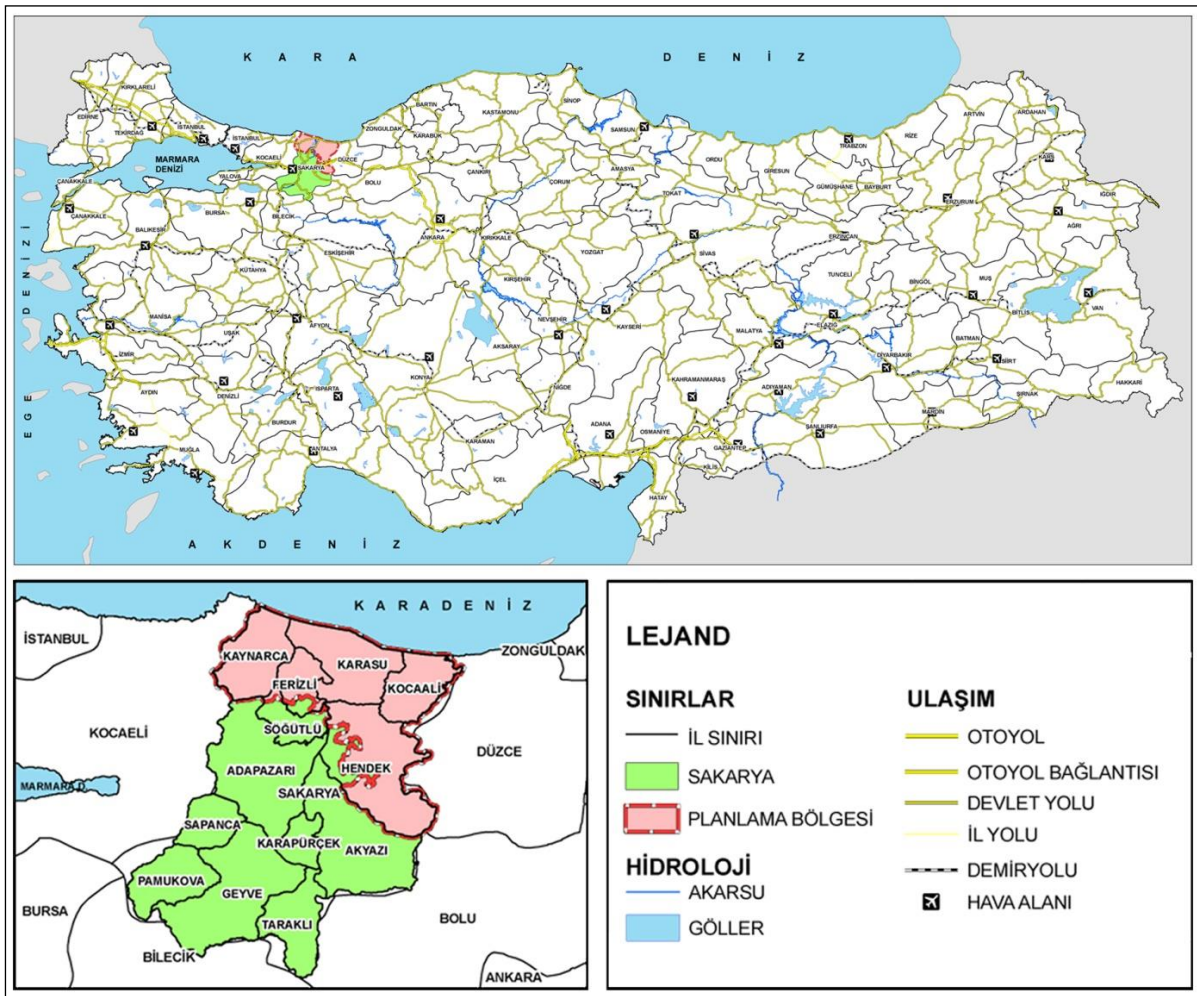 K A R A D E N İ Z
KIRKLARELİ
EDİRNE
TEKİRDAĞ
İSTANBUL
İSTANBUL
KOCAELİ
SAKARYA
DÜZCE
ZONGULDAK
BARTIN
KARABÜK
KASTAMONU
SİNOP
SAMSUN
ORDU
GİRESUN
TRABZON
RİZE
ARTVİN
ARDAHAN
KARS
IĞDIR
AĞRI
MARMARA
DENİZİ
YALOVA
ÇANAKKALE
ÇANAKKALE
BALIKESİR
BURSA
BİLECİK
BOLU
ÇANKIRI
ÇORUM
AMASYA
TOKAT
GÜMÜŞHANE
BAYBURT
ERZURUM
ERZİNCAN
ESKİŞEHİR
ANKARA
KIRIKKALE
YOZGAT
SİVAS
TUNCELİ
BİNGÖL
MUŞ
BİTLİS
VAN
KÜTAHYA
MANİSA
UŞAK
AFYON
KIRŞEHİR
NEVŞEHİR
KAYSERİ
MALATYA
ELAZIĞ
DİYARBAKIR
BATMAN
SİİRT
HAKKARİ
ŞIRNAK
İZMİR
AYDIN
DENİZLİ
ISPARTA
BURDUR
KONYA
AKSARAY
NİĞDE
KAHRAMANMARAŞ
ADIYAMAN
ŞANLIURFA
MARDİN
MUĞLA
ANTALYA
KARAMAN
İÇEL
ADANA
OSMANİYE
GAZİANTEP
KİLİS
HATAY
E G E D E N İ Z İ
A K D E N İ Z
K A R A D E N İ Z
İSTANBUL
ZONGULDAK
KAYNARCA
KARASU
FERİZLİ
KOCAALİ
KOCAELİ
SÖĞÜTLÜ
DÜZCE
HENDEK
ADAPAZARI
MARMARA D.
SAKARYA
SAPANCA
KARAPÜRÇEK
AKYAZI
PAMUKOVA
GEYVE
BURSA
TARAKLI
BOLU
BİLECİK
ANKARA
LEJAND
SINIRLAR
İL SINIRI
SAKARYA
PLANLAMA BÖLGESİ
HİDROLOJİ
AKARSU
GÖLLER
ULAŞIM
OTOYOL
OTOYOL BAĞLANTISI
DEVLET YOLU
İL YOLU
DEMİRYOLU
HAVA ALANI